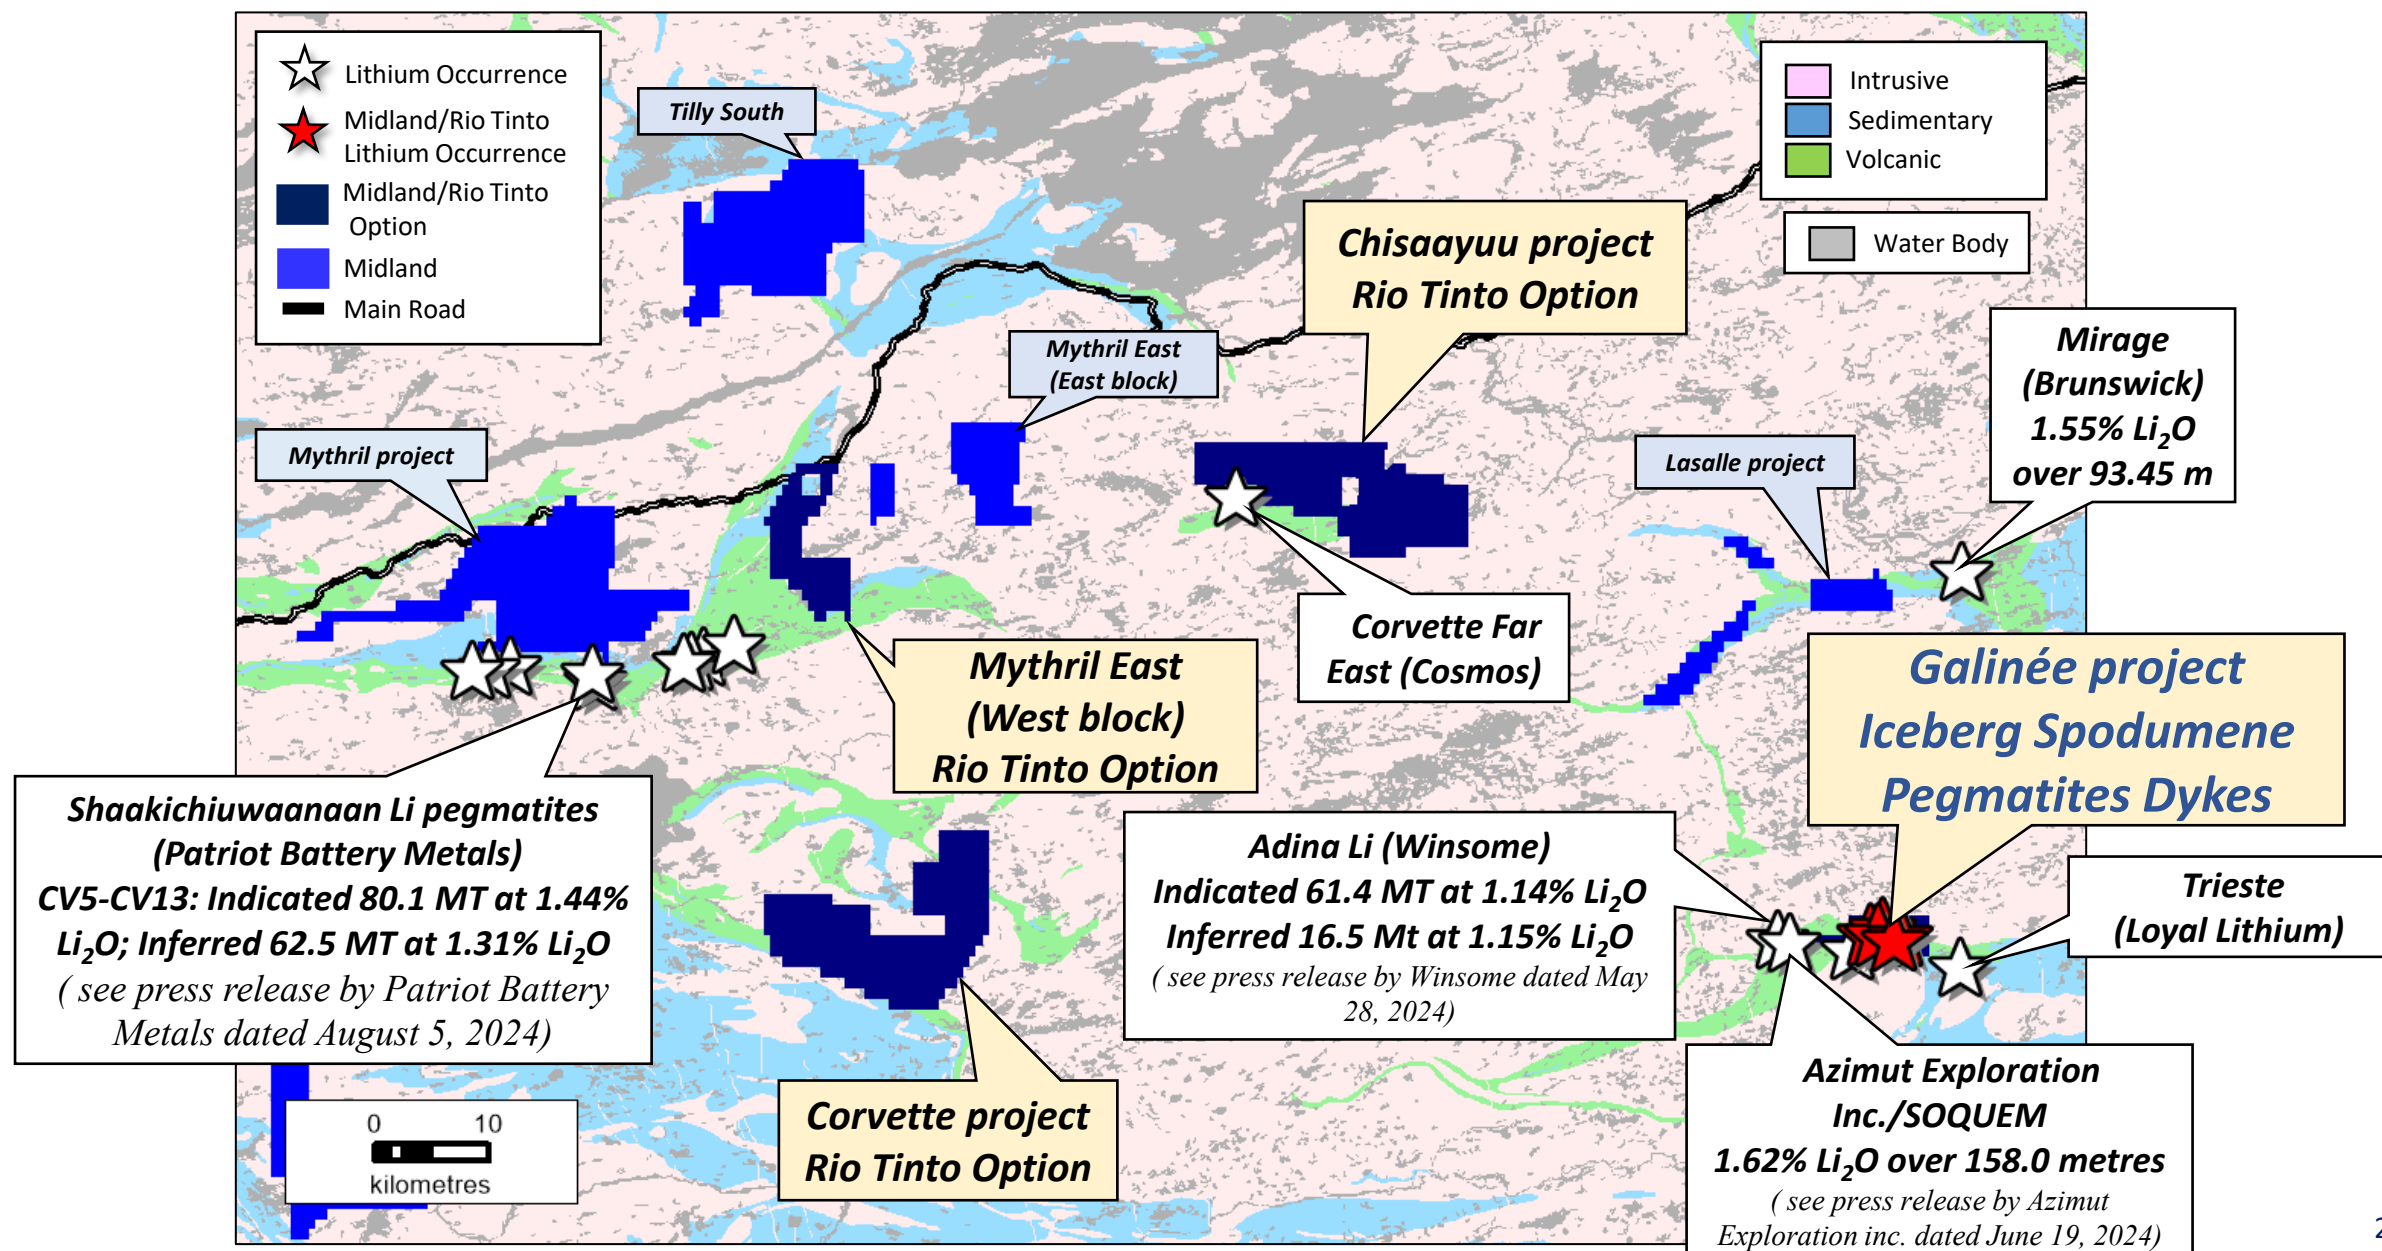 Lithium Occurrence
Midland/Rio Tinto
Lithium Occurrence
Midland/Rio Tinto
Option
Midland
Main Road
Tilly South
Intrusive
Sedimentary
Volcanic
Water Body
Chisaayuu project
Rio Tinto Option
Mythril East
(East block)
Mirage
(Brunswick)
1.55% Li₂O
over 93.45 m
Mythril project
Lasalle project
Corvette Far
East (Cosmos)
Mythril East
(West block)
Rio Tinto Option
Galinée project
Iceberg Spodumene
Pegmatites Dykes
Shaakichiuwaanaan Li pegmatites
(Patriot Battery Metals)
CV5-CV13: Indicated 80.1 MT at 1.44%
Li₂O; Inferred 62.5 MT at 1.31% Li₂O
( see press release by Patriot Battery
Metals dated August 5, 2024)
Adina Li (Winsome)
Indicated 61.4 MT at 1.14% Li₂O
Inferred 16.5 Mt at 1.15% Li₂O
( see press release by Winsome dated May
28, 2024)
Trieste
(Loyal Lithium)
Corvette project
Rio Tinto Option
Azimut Exploration
Inc./SOQUEM
1.62% Li₂O over 158.0 metres
( see press release by Azimut
Exploration inc. dated June 19, 2024)
0 10
kilometres